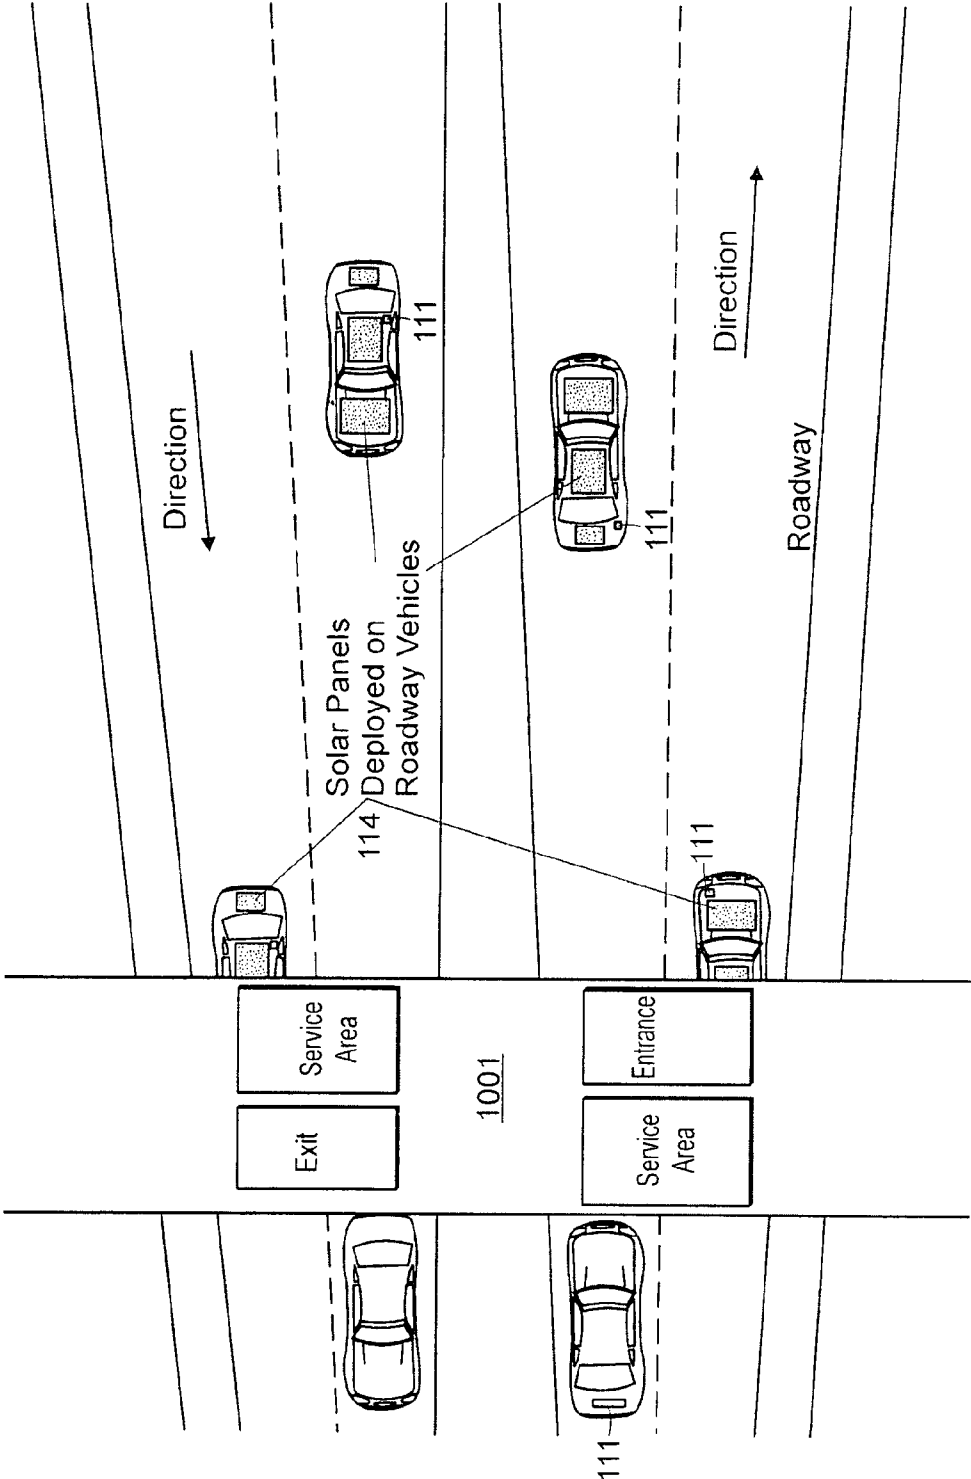 Direction
111
Direction
111
Roadway
Solar Panels
Deployed on
Roadway Vehicles
114
111
Service
Area
Entrance
1001
Exit
Service
Area
111